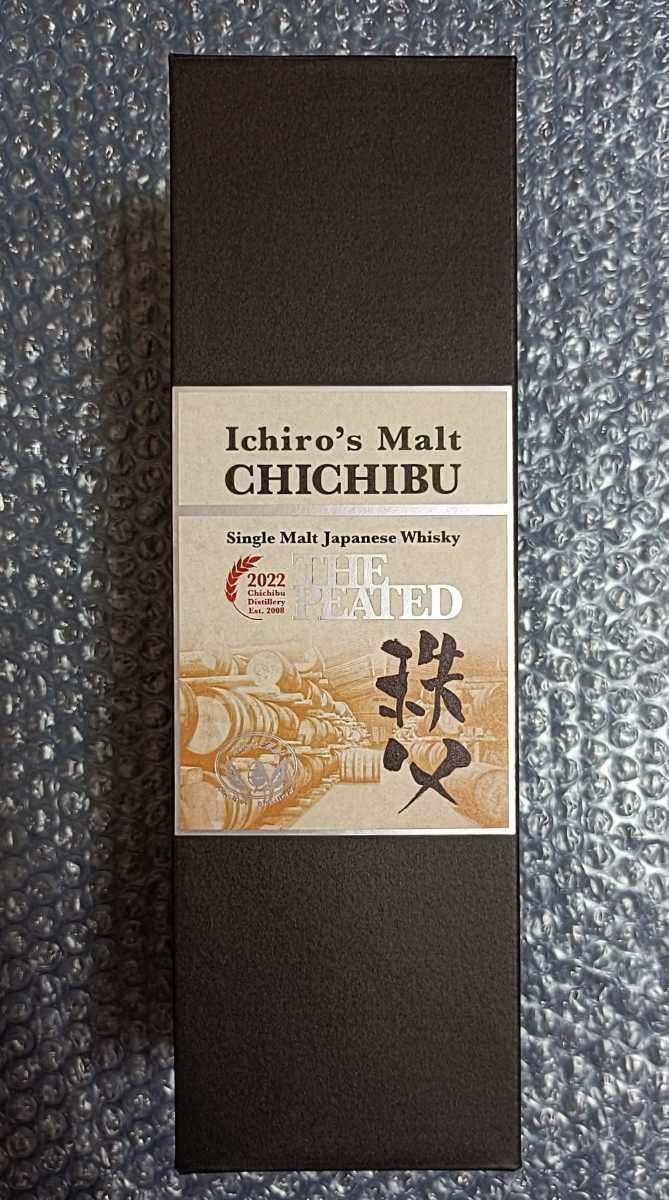 Ichiro's Malt
CHICHIBU
Single Malt Japanese Whisky
2022
Chichibu
Distillery
Est. 2008
THE
PEATED
秩父